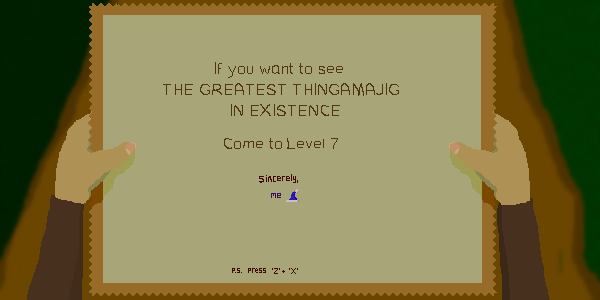 If you want to see
THE GREATEST THINGAMAJIG
IN EXISTENCE
Come to Level 7
Sincerely,
me
P.S. Press 'Z' + 'X'